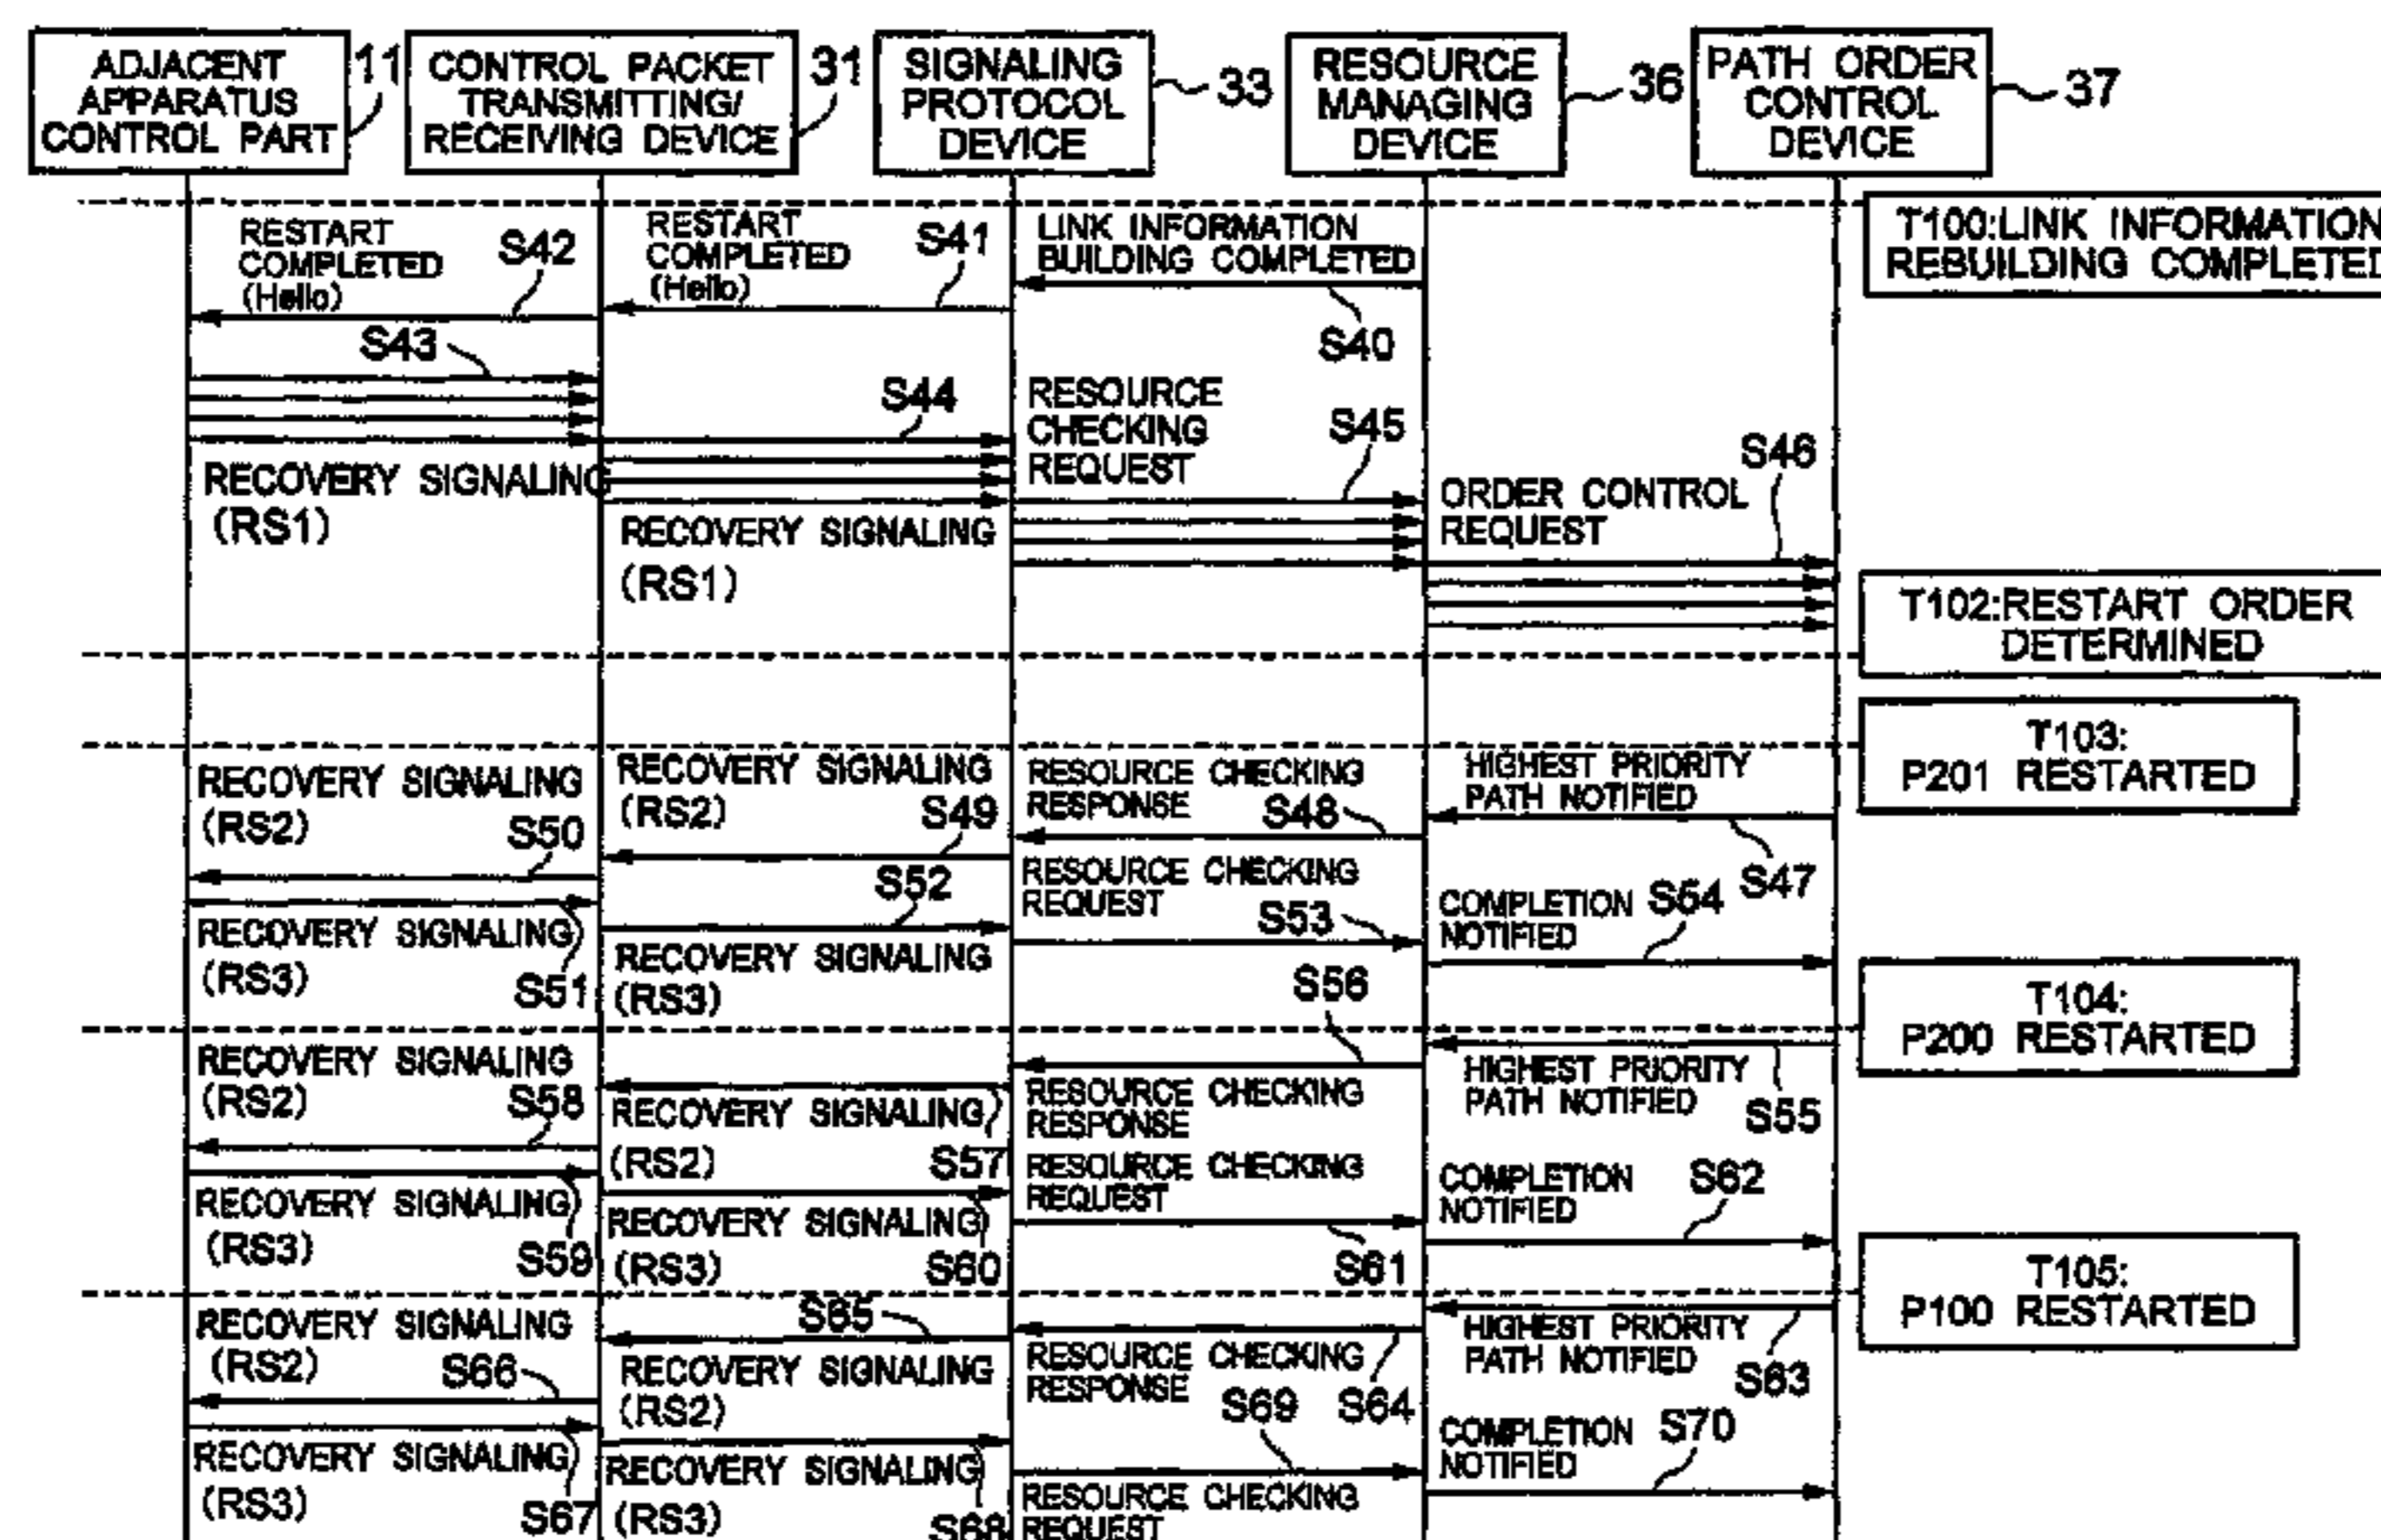 ADJACENT
APPARATUS
CONTROL PART
11
CONTROL PACKET
TRANSMITTING/
RECEIVING DEVICE
31
SIGNALING
PROTOCOL
DEVICE
33
RESOURCE
MANAGING
DEVICE
36
PATH ORDER
CONTROL
DEVICE
37
T100:LINK INFORMATION
REBUILDING COMPLETED
RESTART
COMPLETED
(Hello)
S42
RESTART
COMPLETED
(Hello)
S41
LINK INFORMATION
BUILDING COMPLETED
S40
S43
S44
RESOURCE
CHECKING
REQUEST
S45
S46
RECOVERY SIGNALING
(RS1)
RECOVERY SIGNALING
(RS1)
ORDER CONTROL
REQUEST
T102:RESTART ORDER
DETERMINED
T103:
P201 RESTARTED
RECOVERY SIGNALING
(RS2)
S50
RECOVERY SIGNALING
(RS2)
S49
RESOURCE CHECKING
RESPONSE
S48
HIGHEST PRIORITY
PATH NOTIFIED
S47
S52
RESOURCE CHECKING
REQUEST
S53
COMPLETION
NOTIFIED
S54
RECOVERY SIGNALING
(RS3)
S51
RECOVERY SIGNALING
(RS3)
S56
T104:
P200 RESTARTED
RECOVERY SIGNALING
(RS2)
S58
RECOVERY SIGNALING
(RS2)
S57
RESOURCE CHECKING
RESPONSE
HIGHEST PRIORITY
PATH NOTIFIED
S55
RESOURCE CHECKING
REQUEST
COMPLETION
NOTIFIED
S62
RECOVERY SIGNALING
(RS3)
S59
RECOVERY SIGNALING
(RS3)
S60
S61
T105:
P100 RESTARTED
RECOVERY SIGNALING
(RS2)
S66
S65
RECOVERY SIGNALING
(RS2)
RESOURCE CHECKING
RESPONSE
S64
HIGHEST PRIORITY
PATH NOTIFIED
S63
S69
COMPLETION
NOTIFIED
S70
RECOVERY SIGNALING
(RS3)
S67
RECOVERY SIGNALING
(RS3)
S68
RESOURCE CHECKING
REQUEST